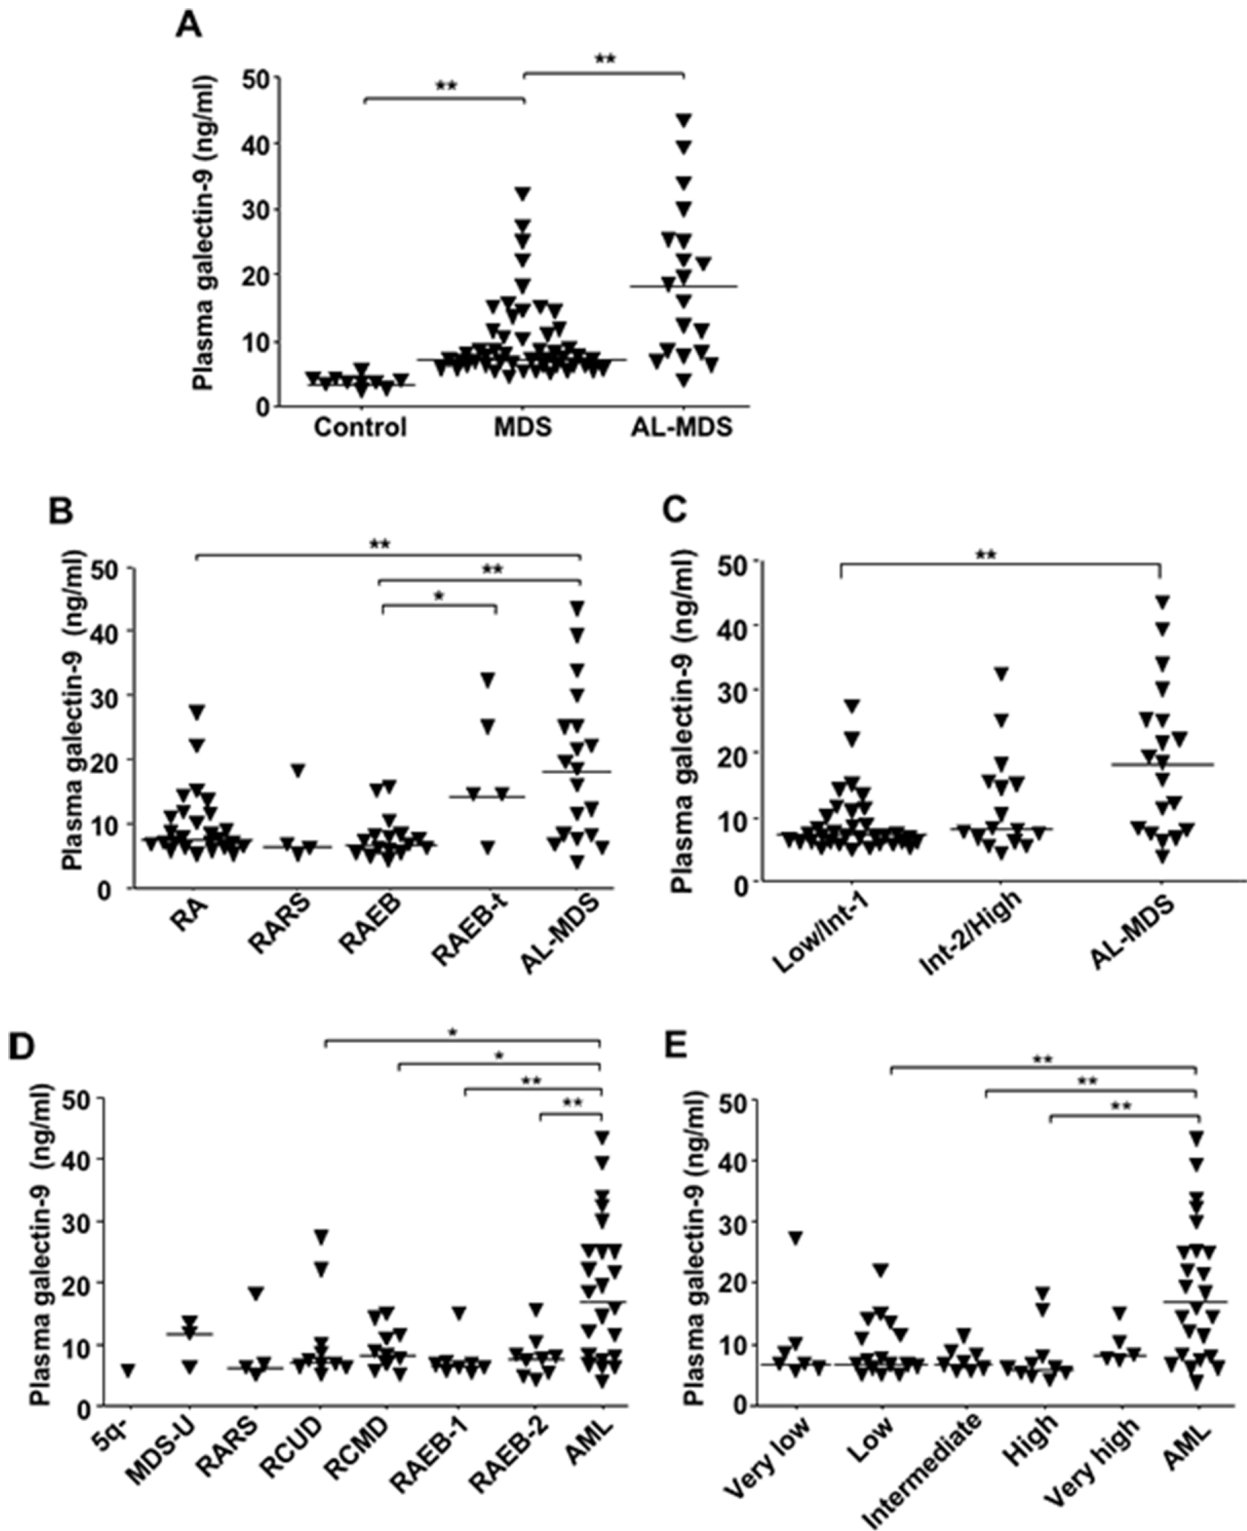 A
**
**
Plasma galectin-9 (ng/ml)
50
40
30
20
10
0
Control MDS AL-MDS
B
**
**
*
Plasma galectin-9 (ng/ml)
50
40
30
20
10
0
RA RARS RAEB RAEB-t AL-MDS
C
**
Plasma galectin-9 (ng/ml)
50
40
30
20
10
0
Low/Int-1 Int-2/High AL-MDS
D
*
*
**
**
Plasma galectin-9 (ng/ml)
50
40
30
20
10
0
5q- MDS-U RARS RCUD RCMD RAEB-1 RAEB-2 AML
E
**
**
**
Plasma galectin-9 (ng/ml)
50
40
30
20
10
0
Very low Low Intermediate High Very high AML